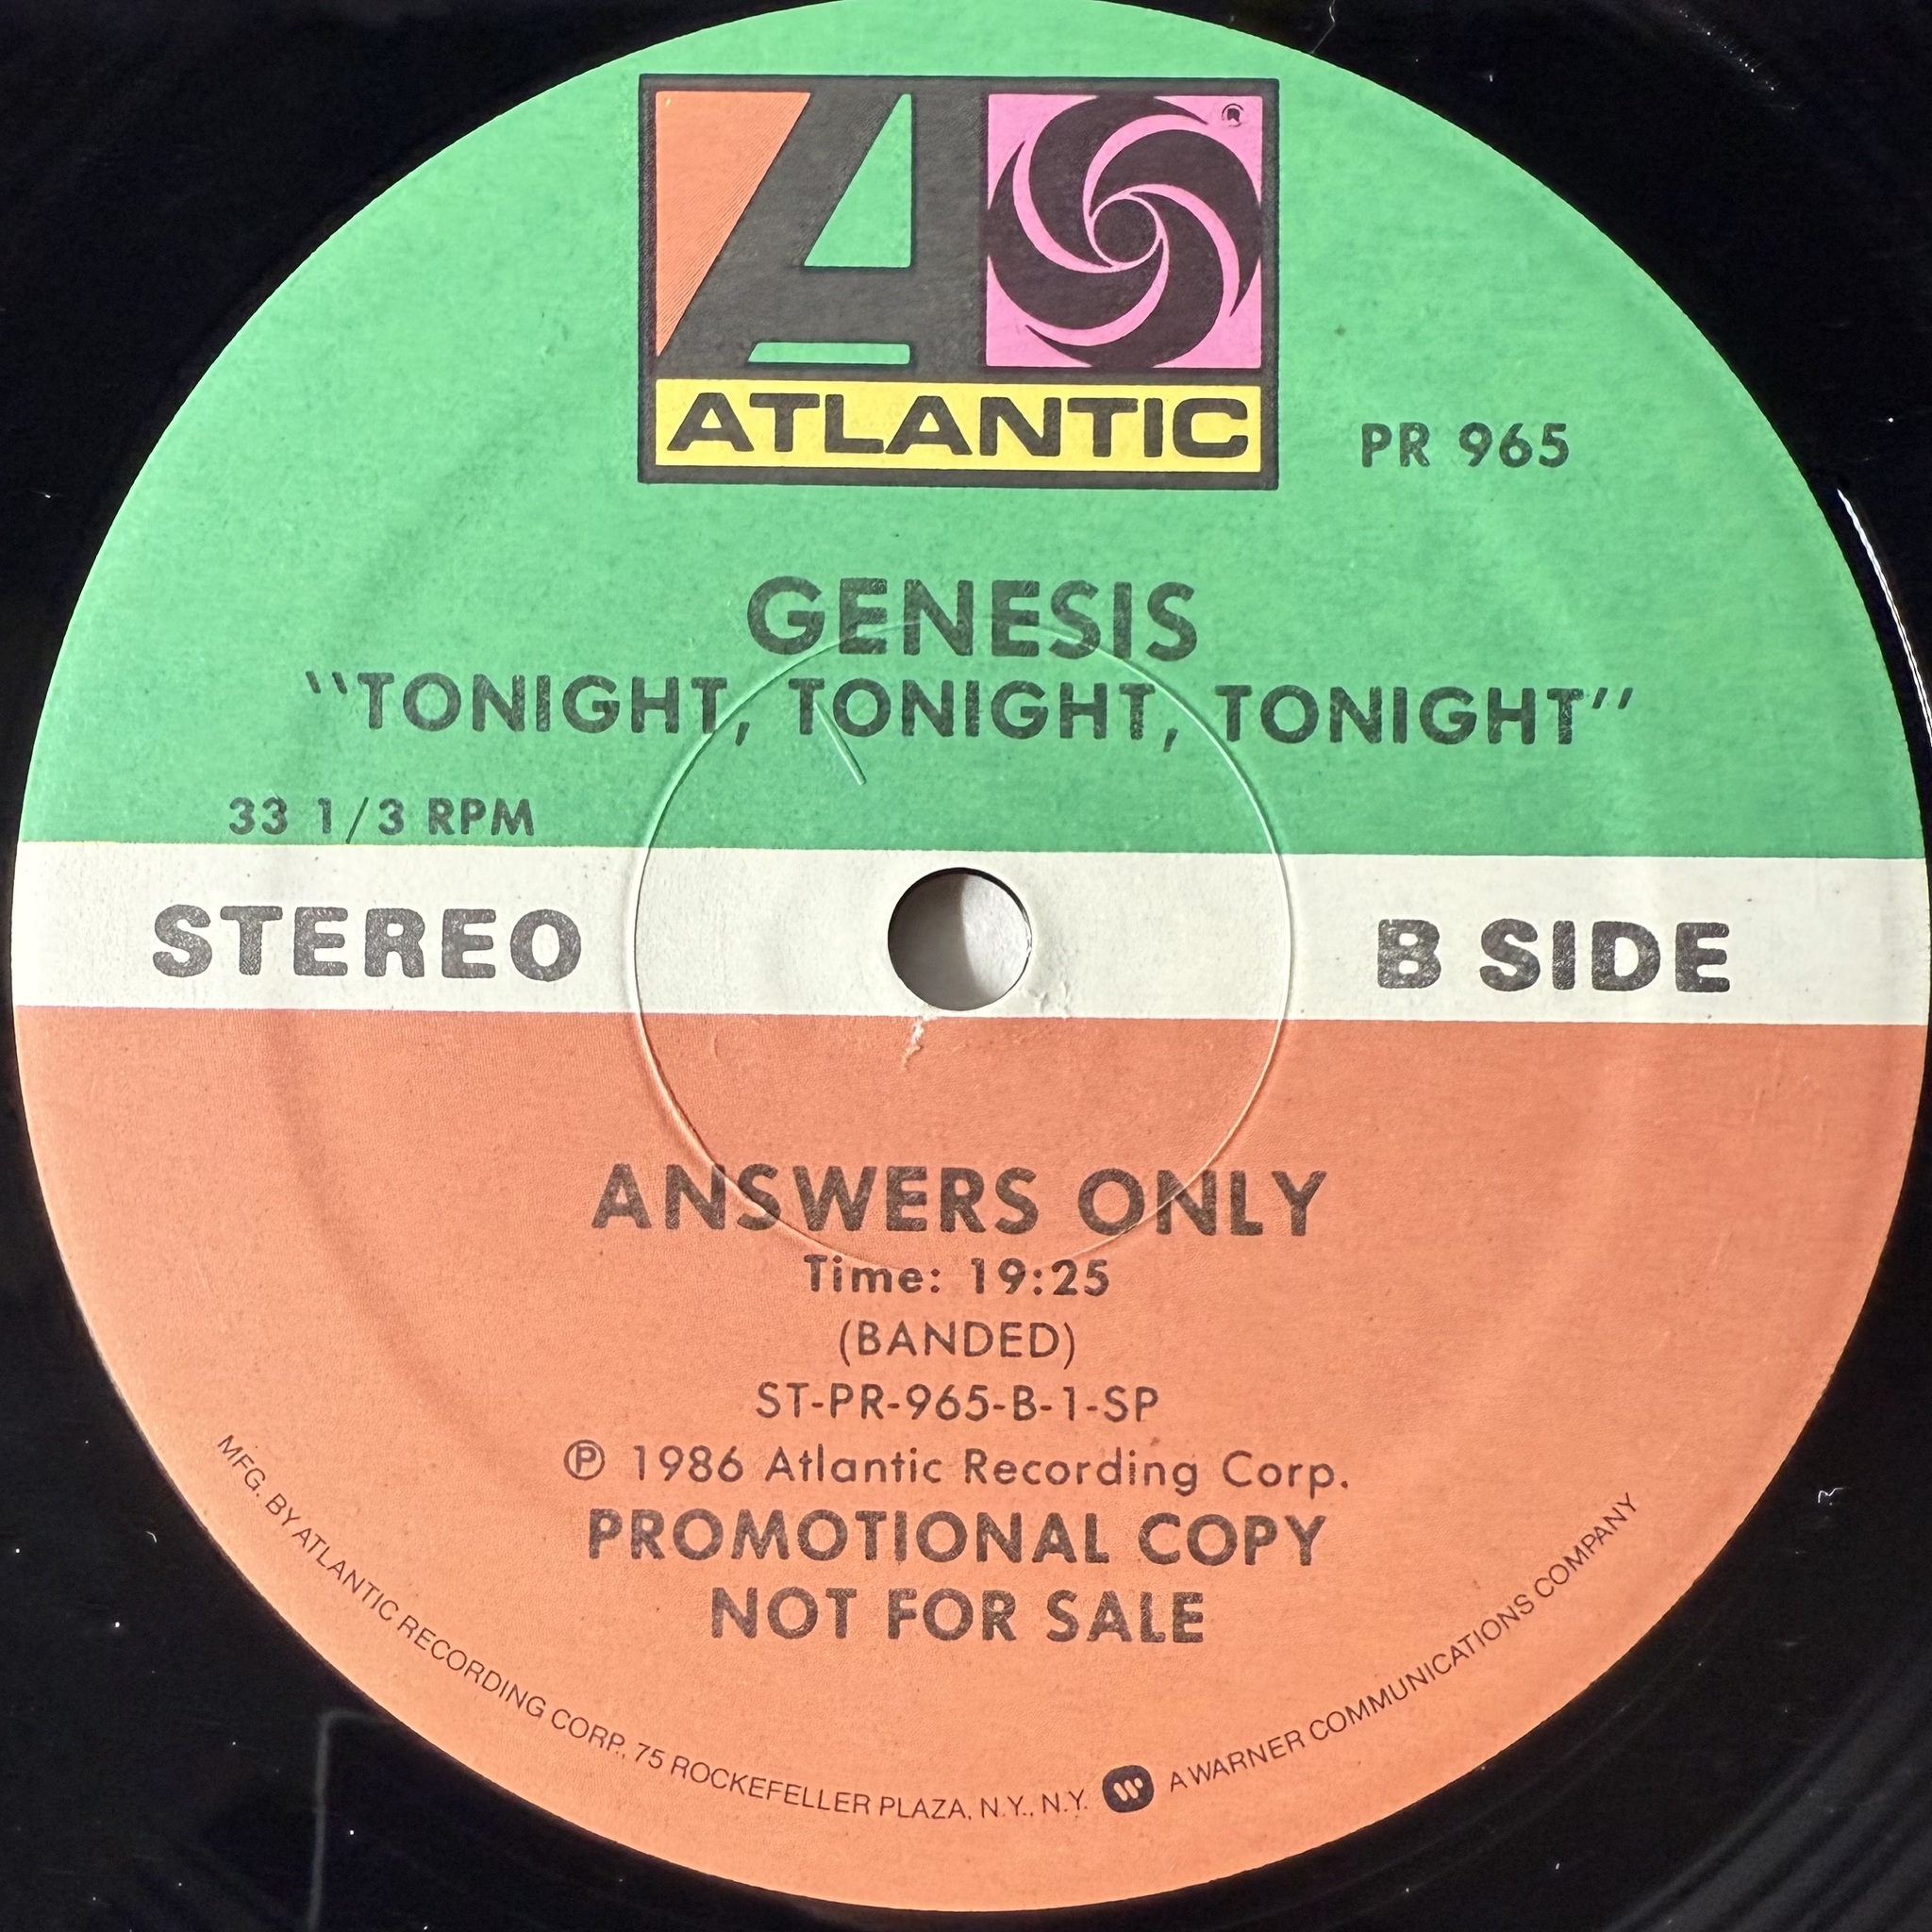 ATLANTIC
®
PR 965
GENESIS
"TONIGHT, TONIGHT, TONIGHT"
33 1/3 RPM
STEREO
B SIDE
ANSWERS ONLY
Time: 19:25
(BANDED)
ST-PR-965-B-1-SP
℗ 1986 Atlantic Recording Corp.
PROMOTIONAL COPY
NOT FOR SALE
MFG. BY ATLANTIC RECORDING CORP., 75 ROCKEFELLER PLAZA, N.Y., N.Y. A WARNER COMMUNICATIONS COMPANY